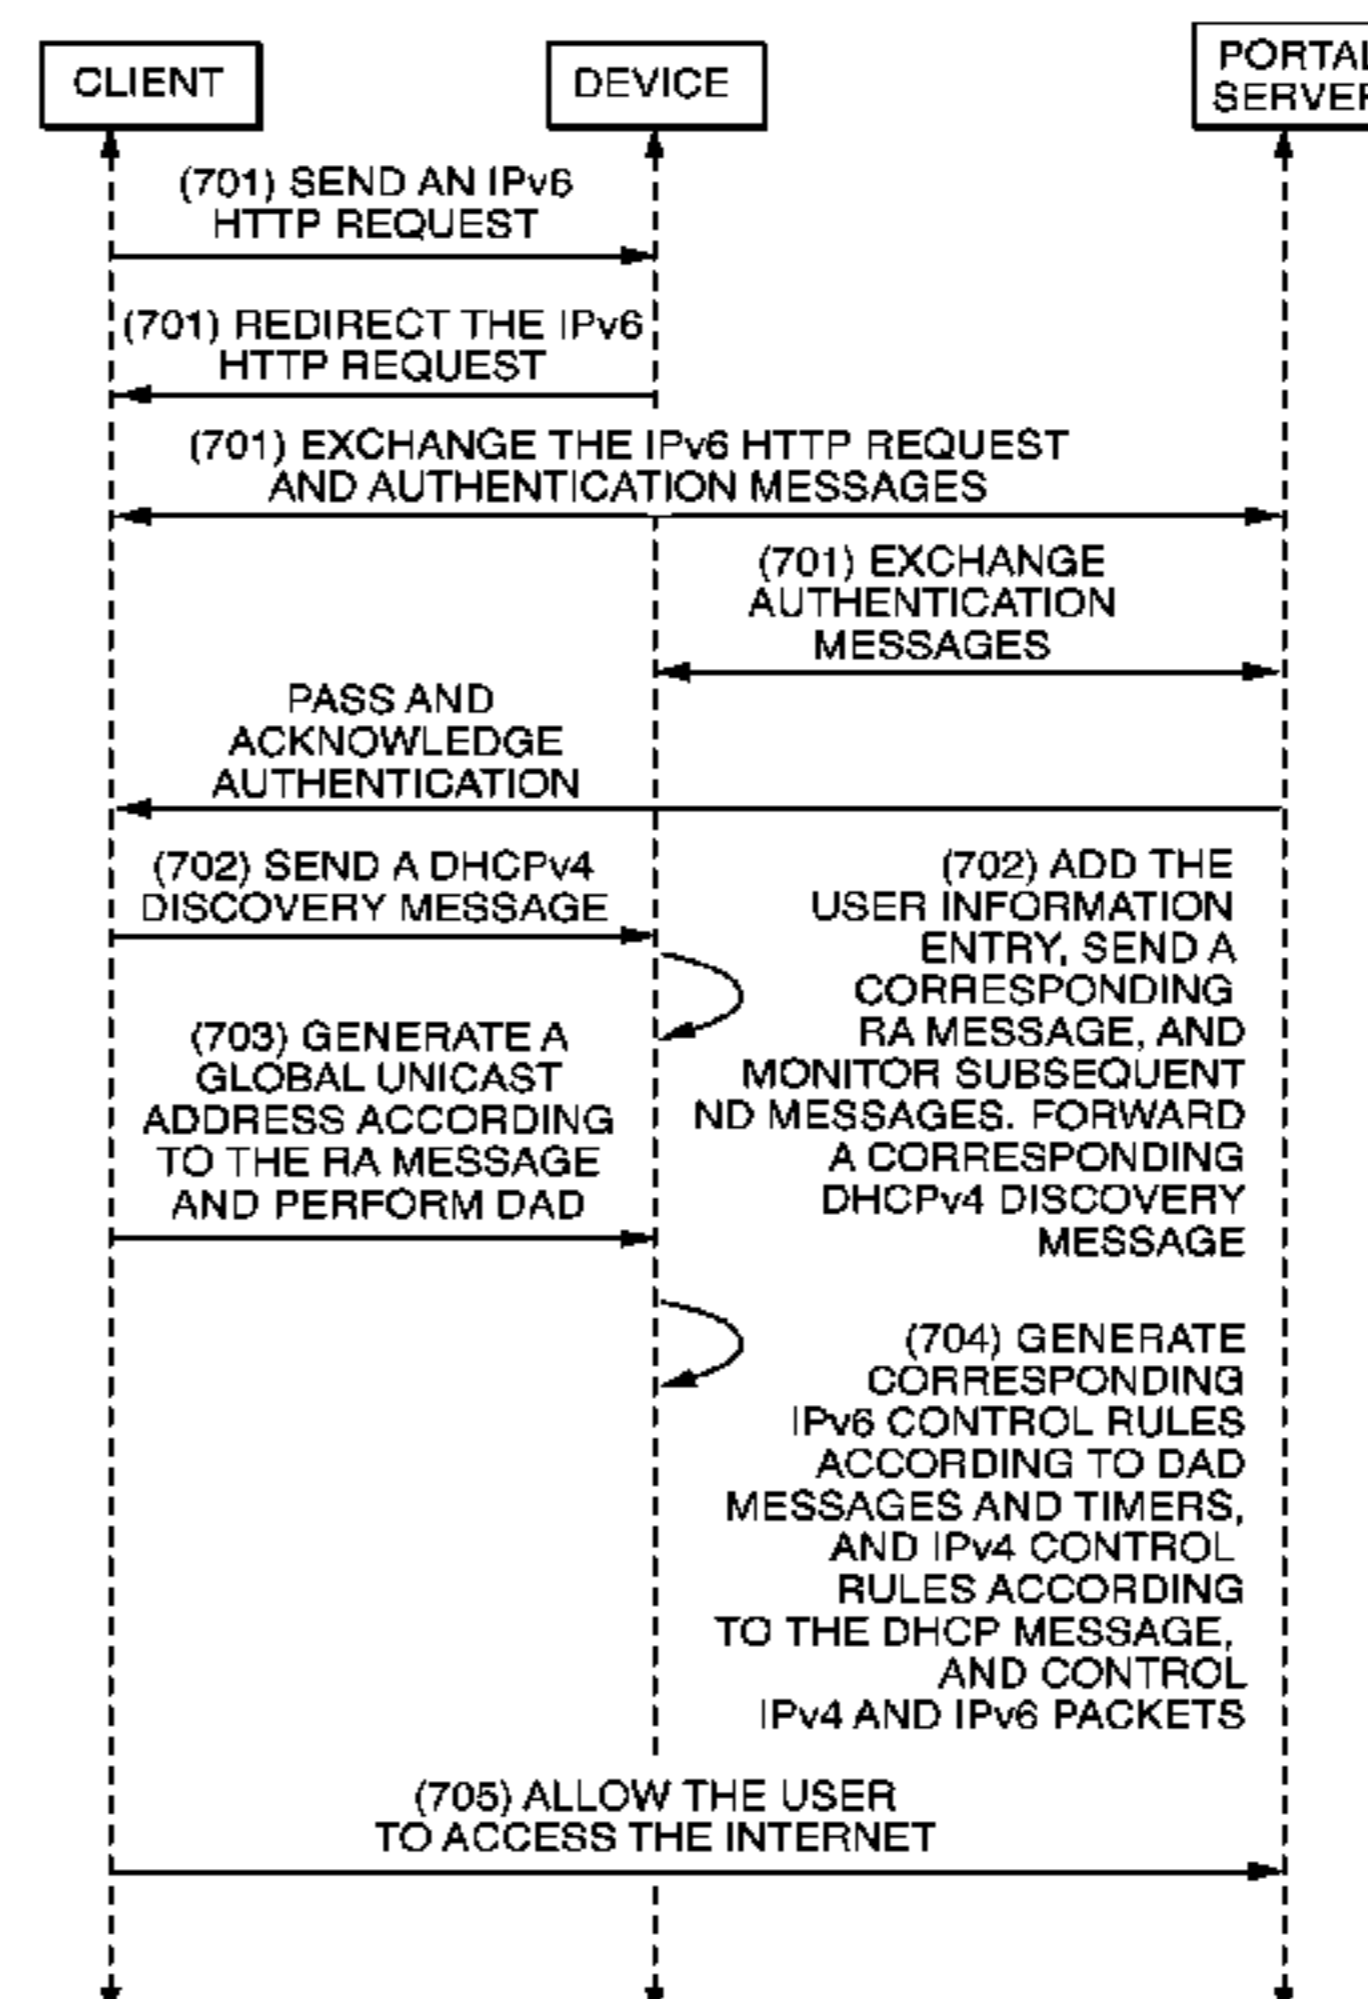 CLIENT
DEVICE
PORTAL
SERVER
(701) SEND AN IPv6
HTTP REQUEST
(701) REDIRECT THE IPv6
HTTP REQUEST
(701) EXCHANGE THE IPv6 HTTP REQUEST
AND AUTHENTICATION MESSAGES
(701) EXCHANGE
AUTHENTICATION
MESSAGES
PASS AND
ACKNOWLEDGE
AUTHENTICATION
(702) SEND A DHCPv4
DISCOVERY MESSAGE
(702) ADD THE
USER INFORMATION
ENTRY, SEND A
CORRESPONDING
RA MESSAGE, AND
MONITOR SUBSEQUENT
ND MESSAGES. FORWARD
A CORRESPONDING
DHCPv4 DISCOVERY
MESSAGE
(703) GENERATE A
GLOBAL UNICAST
ADDRESS ACCORDING
TO THE RA MESSAGE
AND PERFORM DAD
(704) GENERATE
CORRESPONDING
IPv6 CONTROL RULES
ACCORDING TO DAD
MESSAGES AND TIMERS,
AND IPv4 CONTROL
RULES ACCORDING
TO THE DHCP MESSAGE,
AND CONTROL
IPv4 AND IPv6 PACKETS
(705) ALLOW THE USER
TO ACCESS THE INTERNET